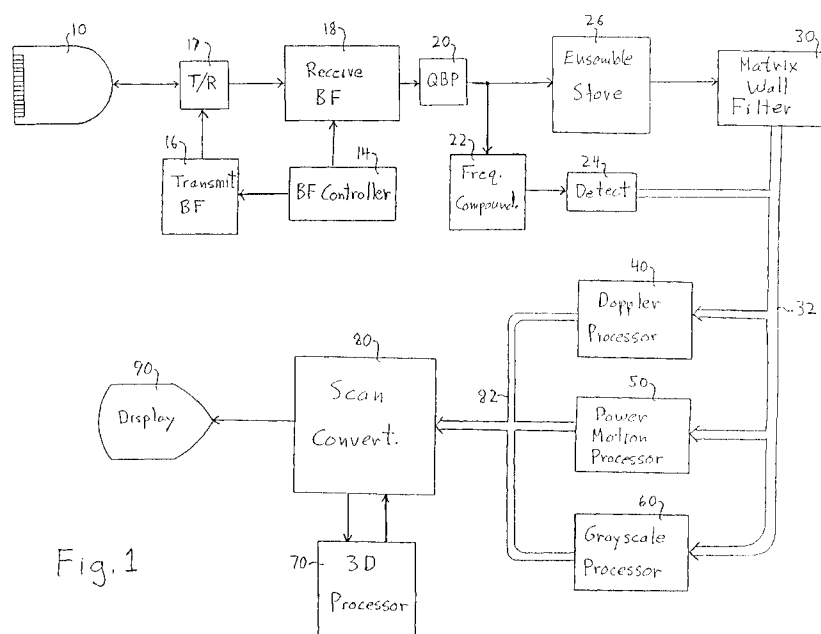 10
17
T/R
18
Receive
BF
20
QBP
26
Ensemble
Store
30
Matrix
Wall
Filter
16
Transmit
BF
14
BF Controller
22
Freq.
Compound.
24
Detect
32
40
Doppler
Processor
80
Scan
Convert.
90
Display
82
50
Power
Motion
Processor
60
Grayscale
Processor
70
3D
Processor
Fig. 1